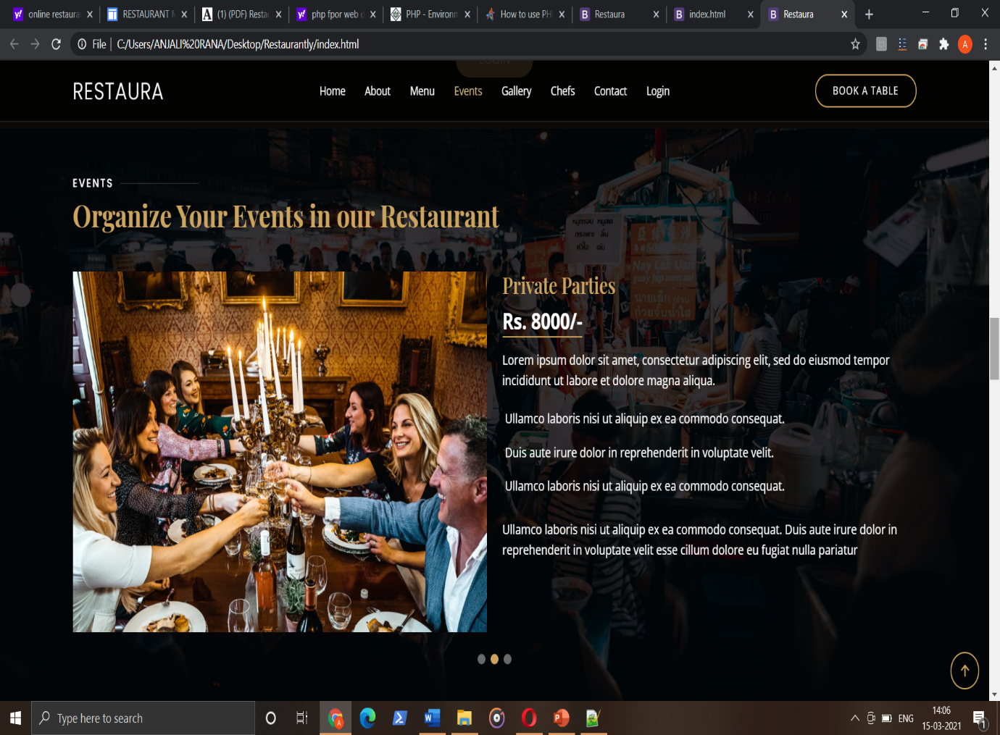 online restaura
RESTAURANT M
(1) (PDF) Restau
php fpor web d
PHP - Environm
How to use PH
Restaura
index.html
Restaura
File
C:/Users/ANJALI%20RANA/Desktop/Restaurantly/index.html
A
LOGIN
RESTAURA
Home About Menu Events Gallery Chefs Contact Login
BOOK A TABLE
EVENTS
Organize Your Events in our Restaurant
Private Parties
Rs. 8000/-
Lorem ipsum dolor sit amet, consectetur adipiscing elit, sed do eiusmod tempor
incididunt ut labore et dolore magna aliqua.
Ullamco laboris nisi ut aliquip ex ea commodo consequat.
Duis aute irure dolor in reprehenderit in voluptate velit.
Ullamco laboris nisi ut aliquip ex ea commodo consequat.
Ullamco laboris nisi ut aliquip ex ea commodo consequat. Duis aute irure dolor in
reprehenderit in voluptate velit esse cillum dolore eu fugiat nulla pariatur
Type here to search
ENG
14:06
15-03-2021
1